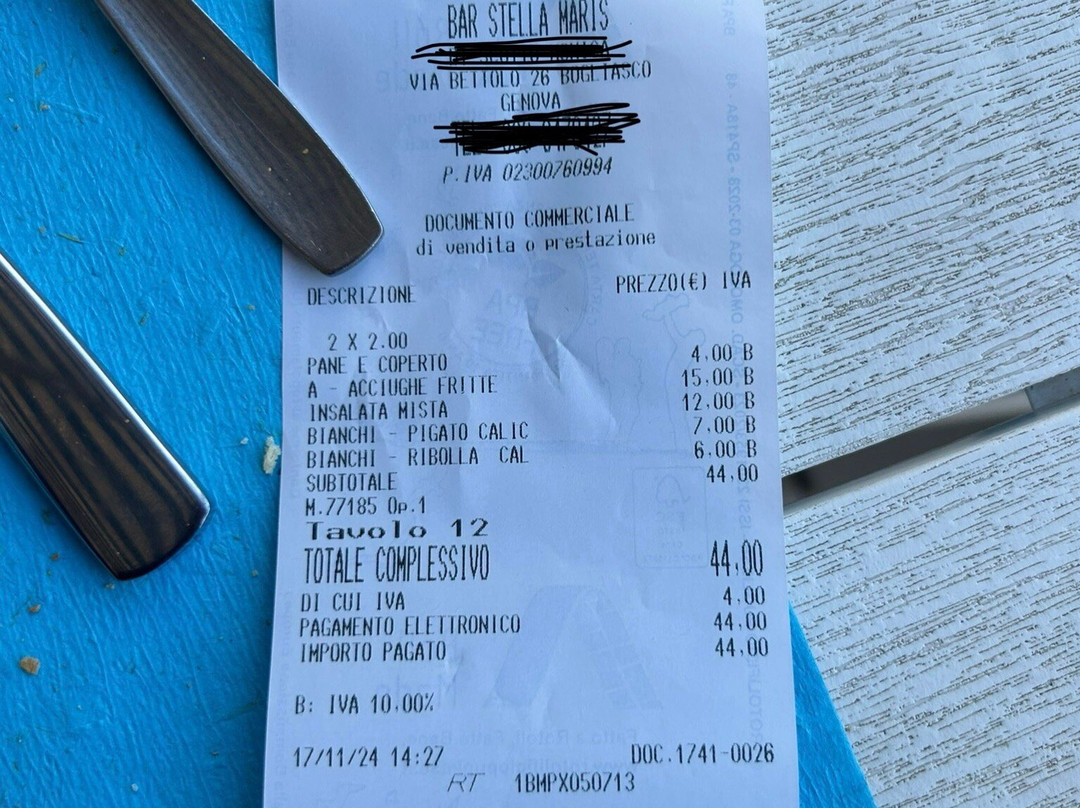 BAR STELLA MARIS
VIA BETTOLO 26 BOGLIASCO
GENOVA
P.IVA 02300760994
DOCUMENTO COMMERCIALE
di vendita o prestazione
DESCRIZIONE PREZZO(€) IVA
2 X 2.00
PANE E COPERTO 4,00 B
A - ACCIUGHE FRITTE 15,00 B
INSALATA MISTA 12,00 B
BIANCHI - PIGATO CALIC 7,00 B
BIANCHI - RIBOLLA CAL 6,00 B
SUBTOTALE 44,00
M.77185 Op.1
Tavolo 12
TOTALE COMPLESSIVO 44,00
DI CUI IVA 4,00
PAGAMENTO ELETTRONICO 44,00
IMPORTO PAGATO 44,00
B: IVA 10,00%
17/11/24 14:27 DOC.1741-0026
RT 1BMPX050713